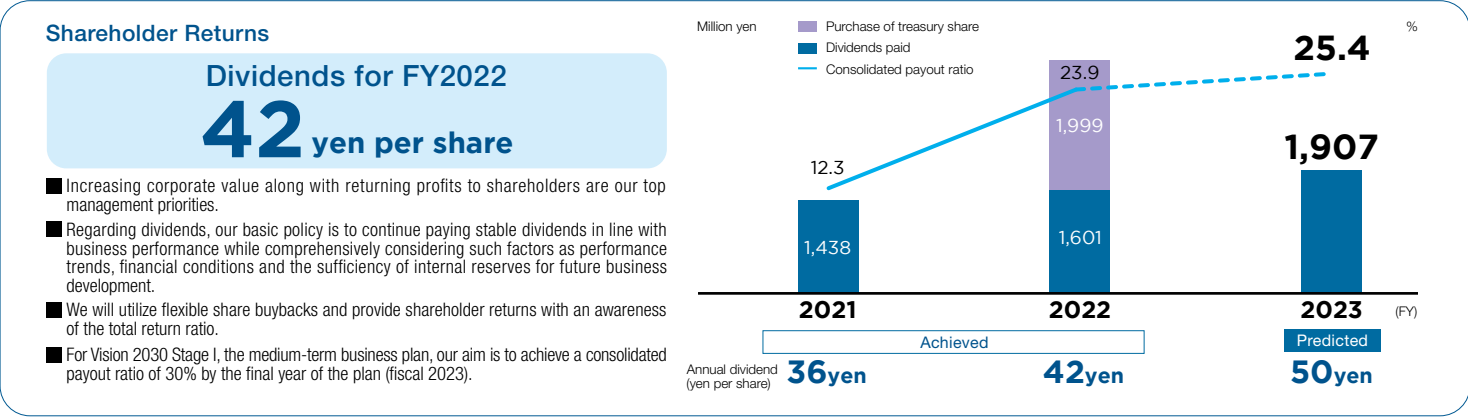 Shareholder Returns
Dividends for FY2022
42 yen per share
■ Increasing corporate value along with returning profits to shareholders are our top
management priorities.
■ Regarding dividends, our basic policy is to continue paying stable dividends in line with
business performance while comprehensively considering such factors as performance
trends, financial conditions and the sufficiency of internal reserves for future business
development.
■ We will utilize flexible share buybacks and provide shareholder returns with an awareness
of the total return ratio.
■ For Vision 2030 Stage I, the medium-term business plan, our aim is to achieve a consolidated
payout ratio of 30% by the final year of the plan (fiscal 2023).
Million yen
Purchase of treasury share
Dividends paid
Consolidated payout ratio
%
12.3
23.9
25.4
1,438
1,999
1,601
1,907
2021
2022
2023
(FY)
Achieved
Predicted
Annual dividend
(yen per share)
36yen
42yen
50yen